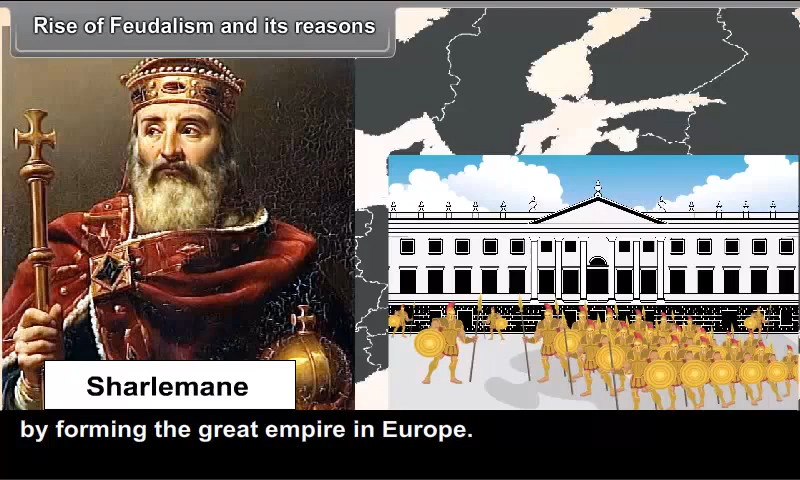 Rise of Feudalism and its reasons
Sharlemane
by forming the great empire in Europe.